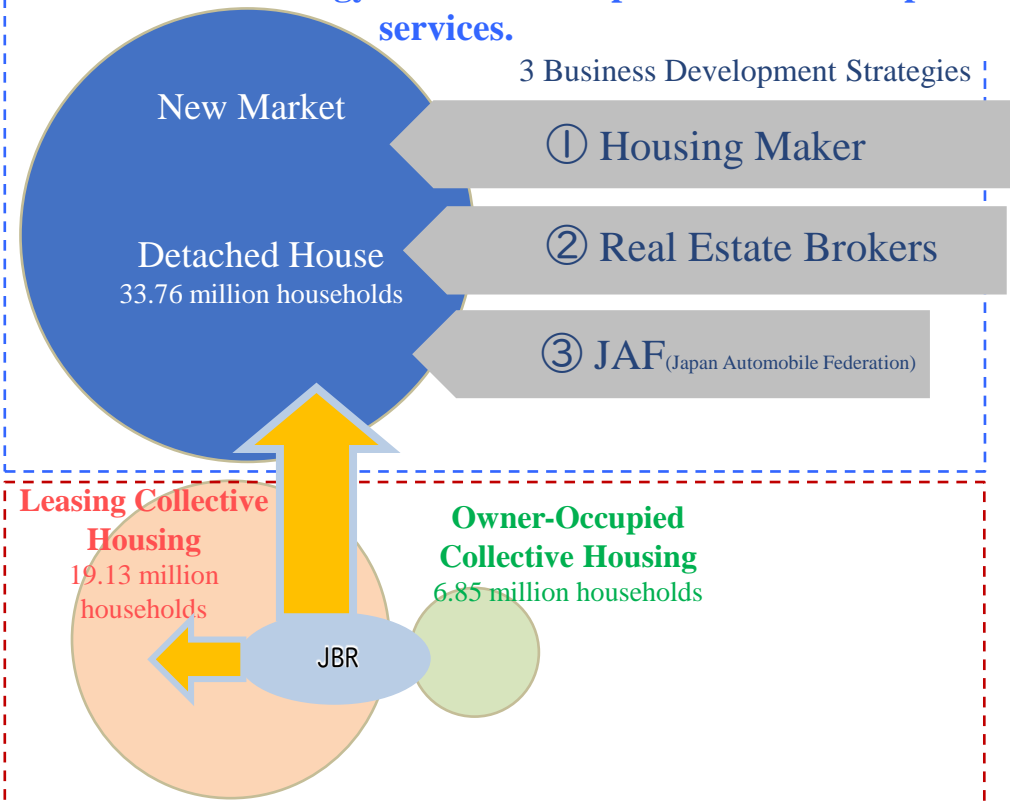 services.
3 Business Development Strategies
New Market
① Housing Maker
Detached House
33.76 million households
② Real Estate Brokers
③ JAF(Japan Automobile Federation)
Leasing Collective
Housing
19.13 million
households
Owner-Occupied
Collective Housing
6.85 million households
JBR